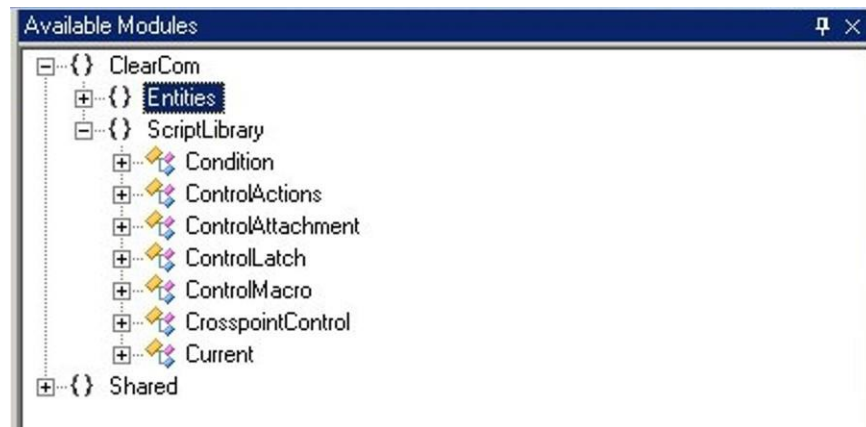 Available Modules
{} ClearCom
{} Entities
{} ScriptLibrary
Condition
ControlActions
ControlAttachment
ControlLatch
ControlMacro
CrosspointControl
Current
{} Shared